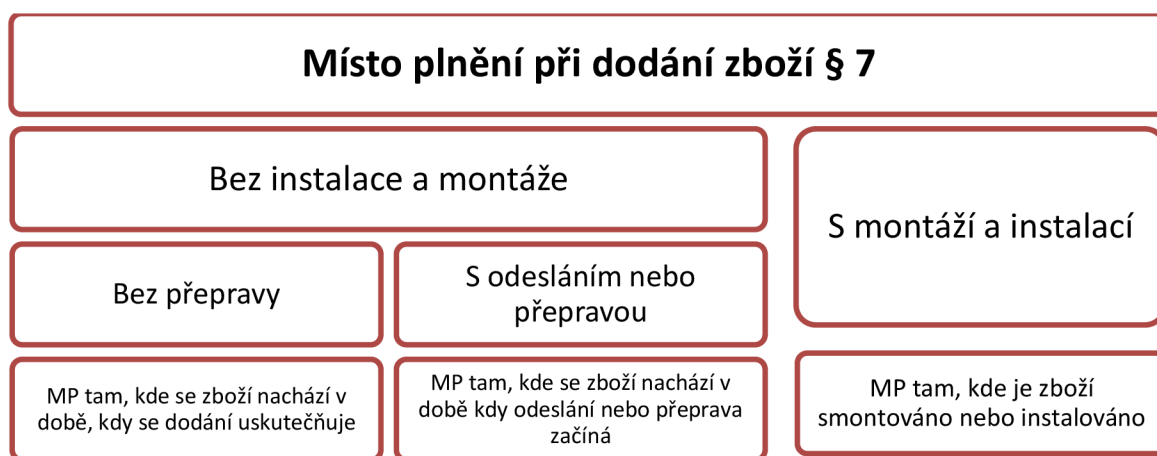 Místo plnění při dodání zboží § 7
Bez instalace a montáže
S montáží a instalací
Bez přepravy
S odesláním nebo
přepravou
MP tam, kde se zboží nachází v
době, kdy se dodání uskutečňuje
MP tam, kde se zboží nachází v
době kdy odeslání nebo přeprava
začíná
MP tam, kde je zboží
smontováno nebo instalováno